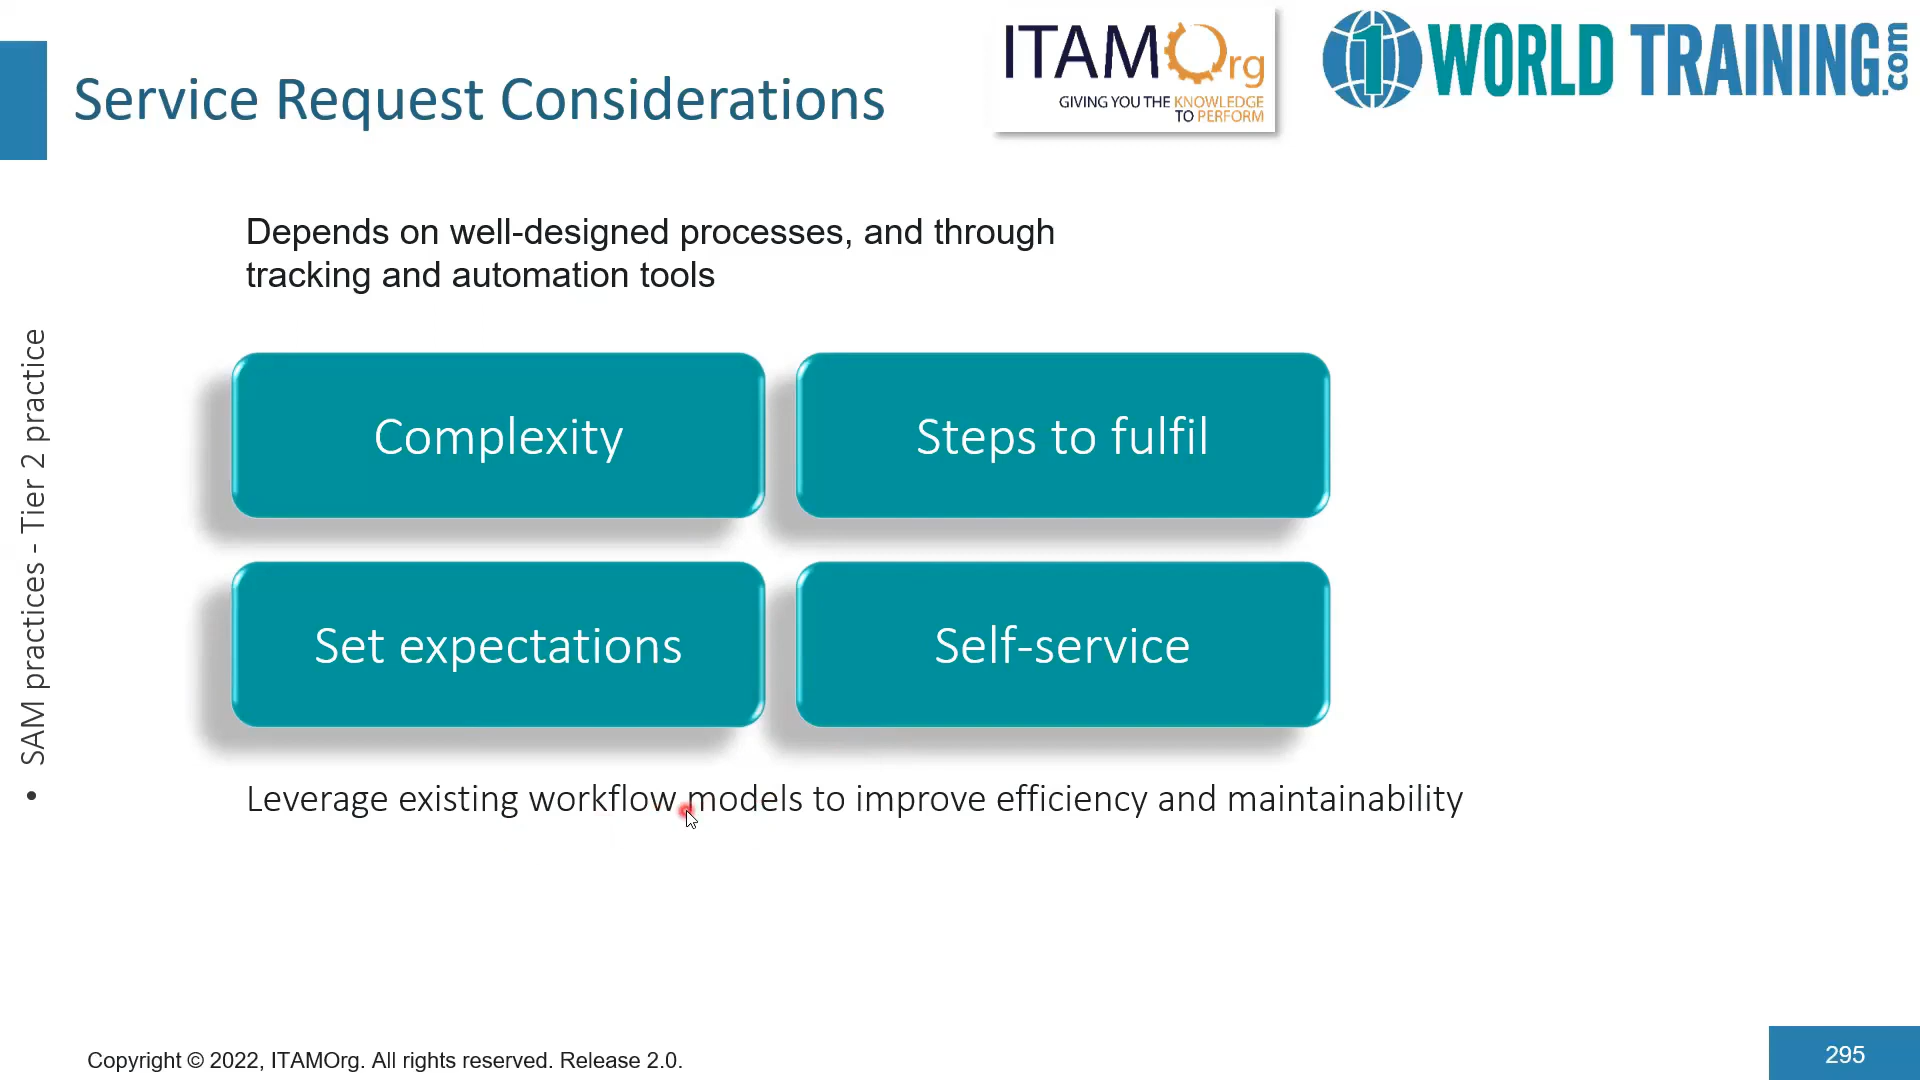 ITAMOrg
GIVING YOU THE KNOWLEDGE
TO PERFORM
1WORLD TRAINING.com
Service Request Considerations
Depends on well-designed processes, and through
tracking and automation tools
Complexity
Steps to fulfil
Set expectations
Self-service
Leverage existing workflow models to improve efficiency and maintainability
• SAM practices - Tier 2 practice
Copyright © 2022, ITAMOrg. All rights reserved. Release 2.0.
295